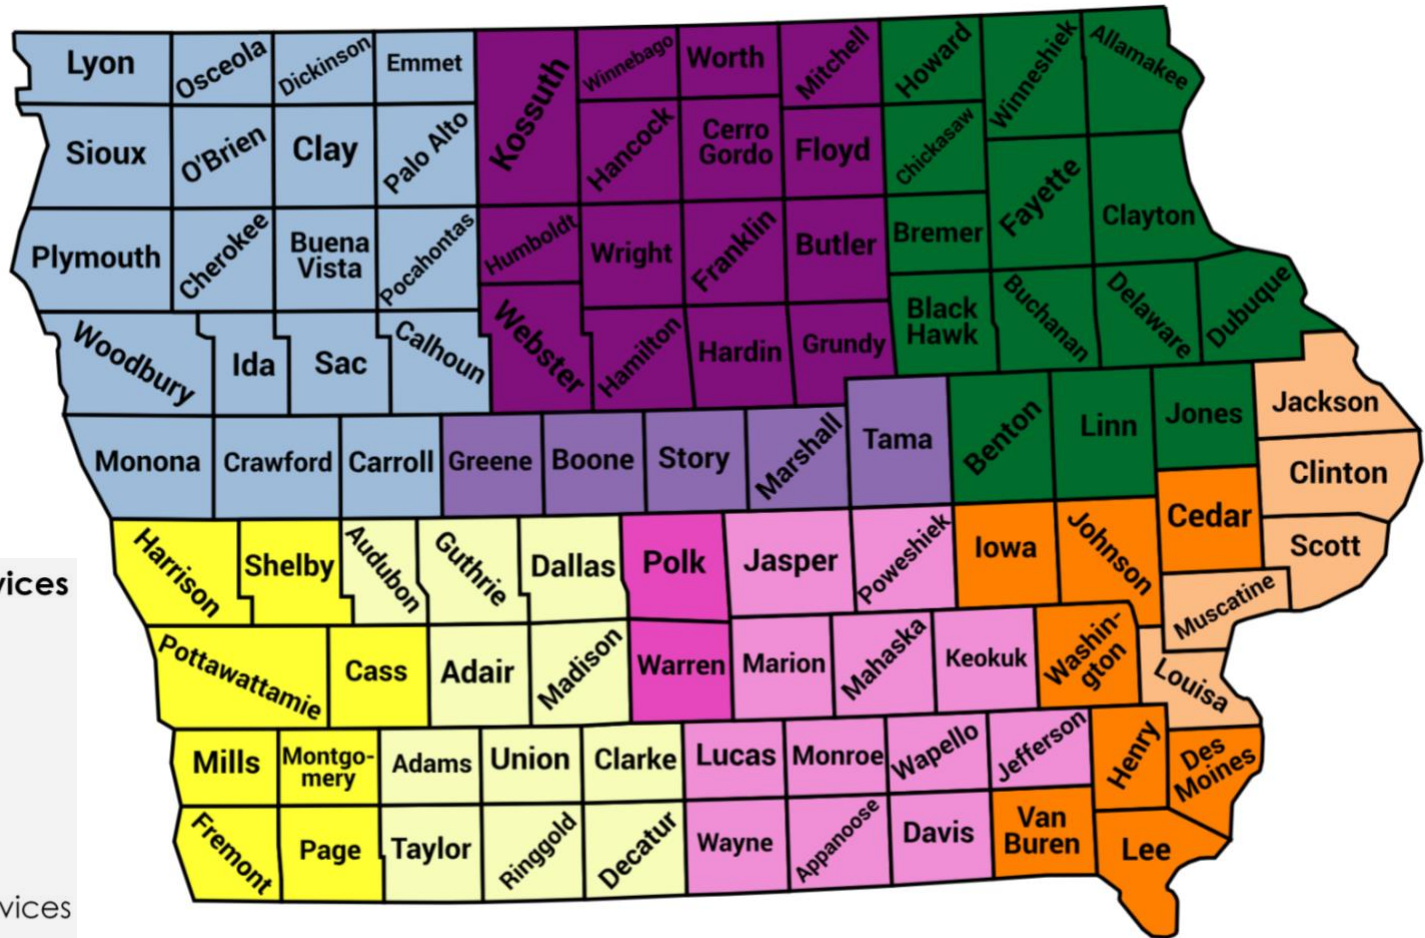 Lyon
Osceola
Dickinson
Emmet
Kossuth
Winnebago
Worth
Mitchell
Howard
Winneshiek
Allamakee
Sioux
O'Brien
Clay
Palo Alto
Hancock
Cerro
Gordo
Floyd
Chickasaw
Fayette
Clayton
Plymouth
Cherokee
Buena
Vista
Pocahontas
Humboldt
Wright
Franklin
Butler
Bremer
Woodbury
Ida
Sac
Calhoun
Webster
Hamilton
Hardin
Grundy
Black
Hawk
Buchanan
Delaware
Dubuque
Monona
Crawford
Carroll
Greene
Boone
Story
Marshall
Tama
Benton
Linn
Jones
Jackson
Clinton
Harrison
Shelby
Audubon
Guthrie
Dallas
Polk
Jasper
Poweshiek
Iowa
Johnson
Cedar
Scott
Muscatine
vices
Pottawattamie
Cass
Adair
Madison
Warren
Marion
Mahaska
Keokuk
Washin-
gton
Louisa
Mills
Montgo-
mery
Adams
Union
Clarke
Lucas
Monroe
Wapello
Jefferson
Henry
Des
Moines
Fremont
Page
Taylor
Ringgold
Decatur
Wayne
Appanoose
Davis
Van
Buren
Lee
vices